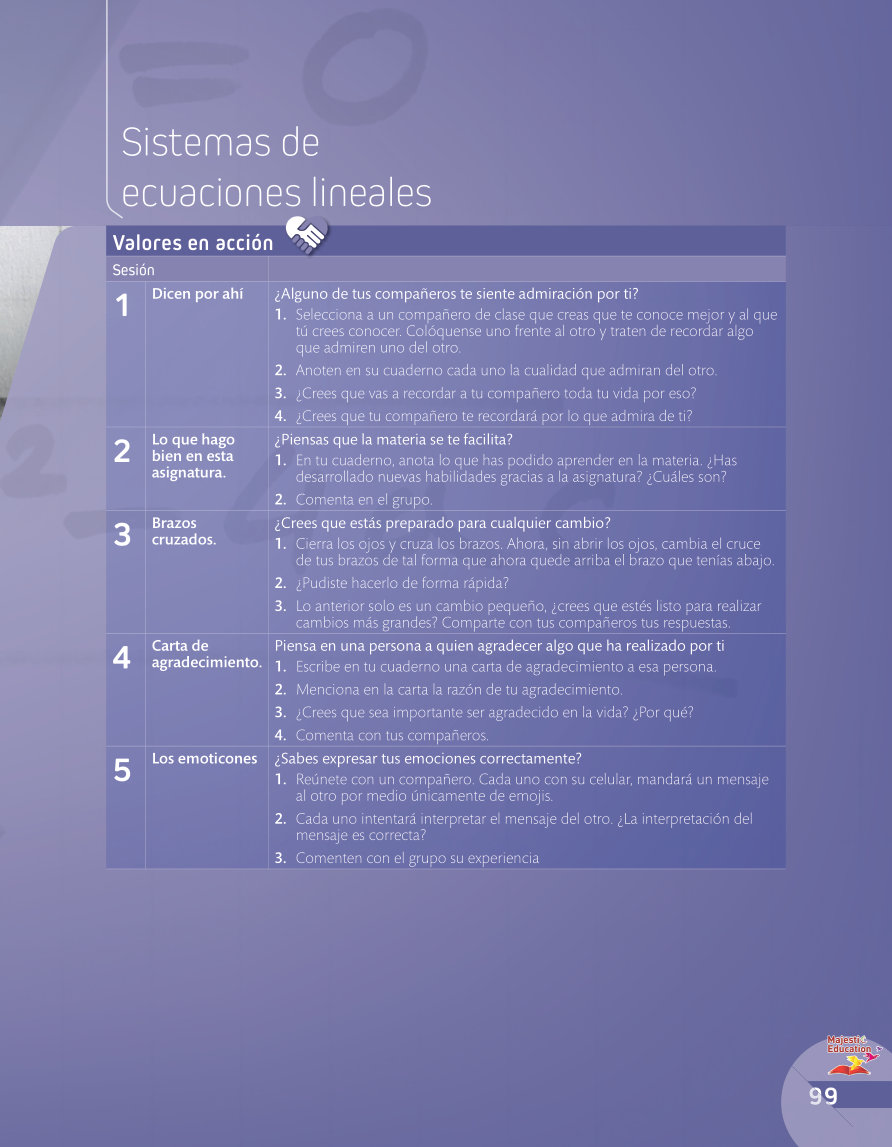 = 0
Sistemas de
ecuaciones lineales
Valores en acción
Sesión
1
Dicen por ahí
¿Alguno de tus compañeros te siente admiración por ti?
1. Selecciona a un compañero de clase que creas que te conoce mejor y al que
tú crees conocer. Colóquense uno frente al otro y traten de recordar algo
que admiren uno del otro.
2. Anoten en su cuaderno cada uno la cualidad que admiran del otro.
3. ¿Crees que vas a recordar a tu compañero toda tu vida por eso?
4. ¿Crees que tu compañero te recordará por lo que admira de ti?
2
Lo que hago
bien en esta
asignatura.
¿Piensas que la materia se te facilita?
1. En tu cuaderno, anota lo que has podido aprender en la materia. ¿Has
desarrollado nuevas habilidades gracias a la asignatura? ¿Cuáles son?
2. Comenta en el grupo.
3
Brazos
cruzados.
¿Crees que estás preparado para cualquier cambio?
1. Cierra los ojos y cruza los brazos. Ahora, sin abrir los ojos, cambia el cruce
de tus brazos de tal forma que ahora quede arriba el brazo que tenías abajo.
2. ¿Pudiste hacerlo de forma rápida?
3. Lo anterior solo es un cambio pequeño, ¿crees que estés listo para realizar
cambios más grandes? Comparte con tus compañeros tus respuestas.
4
Carta de
agradecimiento.
Piensa en una persona a quien agradecer algo que ha realizado por ti
1. Escribe en tu cuaderno una carta de agradecimiento a esa persona.
2. Menciona en la carta la razón de tu agradecimiento.
3. ¿Crees que sea importante ser agradecido en la vida? ¿Por qué?
4. Comenta con tus compañeros.
5
Los emoticones
¿Sabes expresar tus emociones correctamente?
1. Reúnete con un compañero. Cada uno con su celular, mandará un mensaje
al otro por medio únicamente de emojis.
2. Cada uno intentará interpretar el mensaje del otro. ¿La interpretación del
mensaje es correcta?
3. Comenten con el grupo su experiencia
Majestic
Education
99